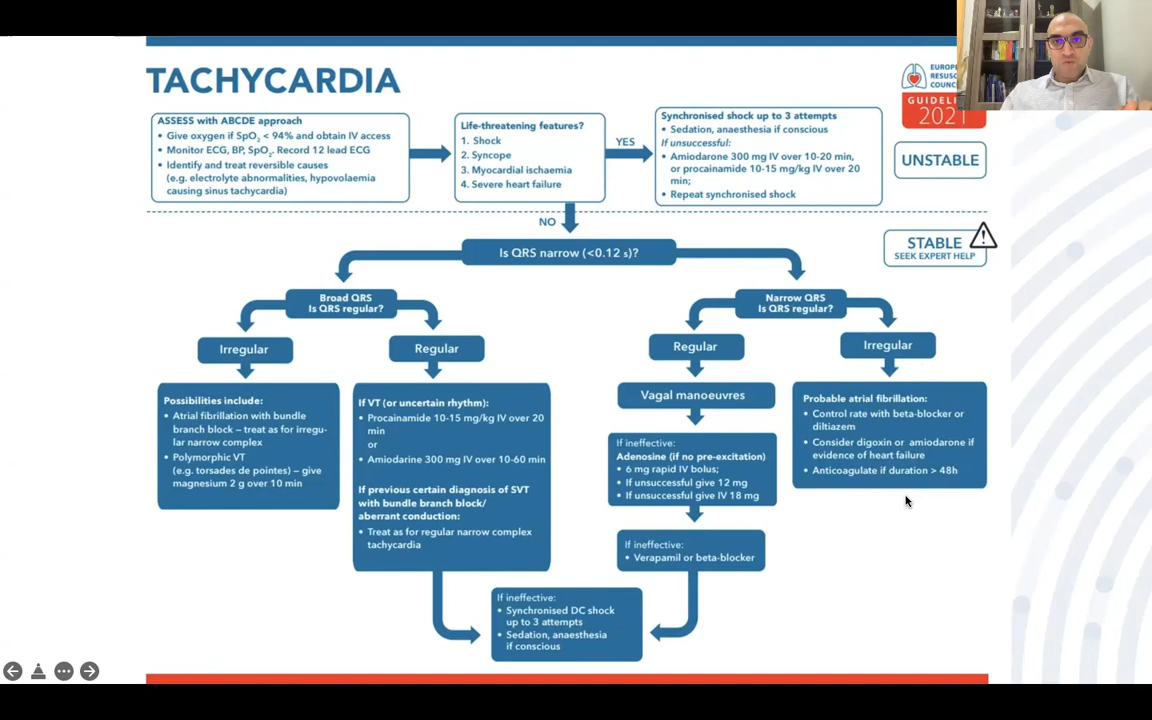 TACHYCARDIA
EUROP
RESUSC
COUNC
GUIDELI
2021
ASSESS with ABCDE approach
• Give oxygen if SpO₂ < 94% and obtain IV access
• Monitor ECG, BP, SpO₂. Record 12 lead ECG
• Identify and treat reversible causes
(e.g. electrolyte abnormalities, hypovolaemia
causing sinus tachycardia)
Life-threatening features?
1. Shock
2. Syncope
3. Myocardial ischaemia
4. Severe heart failure
YES
Synchronised shock up to 3 attempts
• Sedation, anaesthesia if conscious
If unsuccessful:
• Amiodarone 300 mg IV over 10-20 min,
or procainamide 10-15 mg/kg IV over 20
min;
• Repeat synchronised shock
UNSTABLE
NO
STABLE
SEEK EXPERT HELP
Is QRS narrow (<0.12 s)?
Broad QRS
Is QRS regular?
Narrow QRS
Is QRS regular?
Irregular
Regular
Regular
Irregular
Possibilities include:
• Atrial fibrillation with bundle
branch block – treat as for irregu-
lar narrow complex
• Polymorphic VT
(e.g. torsades de pointes) – give
magnesium 2 g over 10 min
If VT (or uncertain rhythm):
• Procainamide 10-15 mg/kg IV over 20
min
or
• Amiodarine 300 mg IV over 10-60 min
If previous certain diagnosis of SVT
with bundle branch block/
aberrant conduction:
• Treat as for regular narrow complex
tachycardia
Vagal manoeuvres
If ineffective:
Adenosine (if no pre-excitation)
• 6 mg rapid IV bolus;
• If unsuccessful give 12 mg
• If unsuccessful give IV 18 mg
If ineffective:
• Verapamil or beta-blocker
Probable atrial fibrillation:
• Control rate with beta-blocker or
diltiazem
• Consider digoxin or amiodarone if
evidence of heart failure
• Anticoagulate if duration > 48h
If ineffective:
• Synchronised DC shock
up to 3 attempts
• Sedation, anaesthesia
if conscious